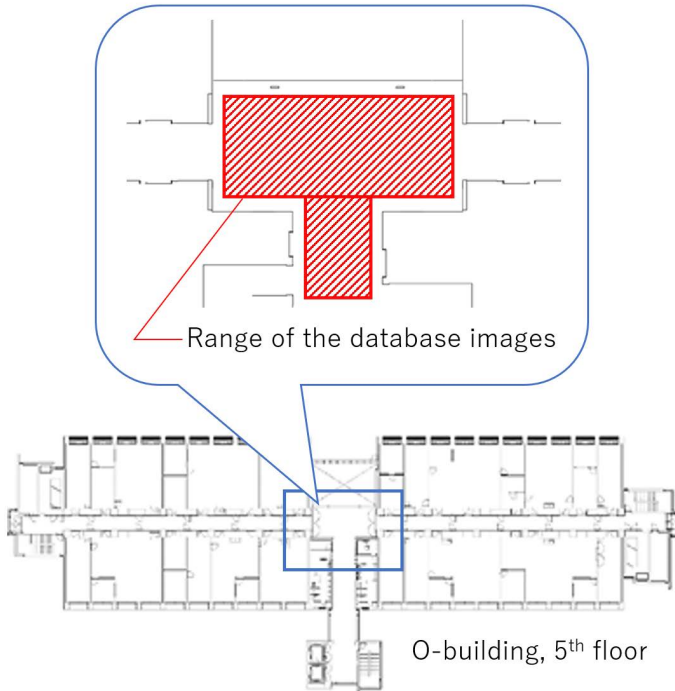 Range of the database images
O-building, 5th floor